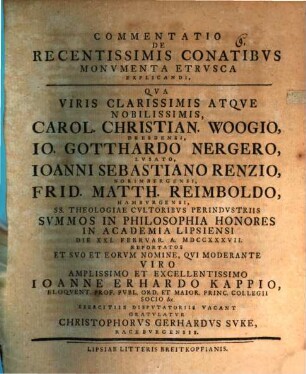 COMMENTATIO
DE
RECENTISSIMIS CONATIBVS
MONVMENTA ETRVSCA
EXPLICANDI,
QVA
VIRIS CLARISSIMIS ATQVE
NOBILISSIMIS,
CAROL. CHRISTIAN. WOOGIO,
DRESDENSI,
IO. GOTTHARDO NERGERO,
LVSATO,
IOANNI SEBASTIANO RENZIO,
NORIMBERGENSI,
FRID. MATTH. REIMBOLDO,
HAMBVRGENSI,
SS. THEOLOGIAE CVLTORIBVS PERINDVSTRIIS
SVMMOS IN PHILOSOPHIA HONORES
IN ACADEMIA LIPSIENSI
DIE XXI. FEBRVAR. A. MDCCXXXVII.
REPORTATOS
ET SVO ET EORVM NOMINE, QVI MODERANTE
VIRO
AMPLISSIMO ET EXCELLENTISSIMO
IOANNE ERHARDO KAPPIO,
ELOQVENT. PROF. PVBL. ORD. ET MAIOR. PRINC. COLLEGII
SOCIO &c
EXERCITIIS DISPVTATORIIS VACANT
GRATVLATVR
CHRISTOPHORVS GERHARDVS SVKE,
RACEBVRGENSIS.
LIPSIAE LITTERIS BREITKOPFIANIS.